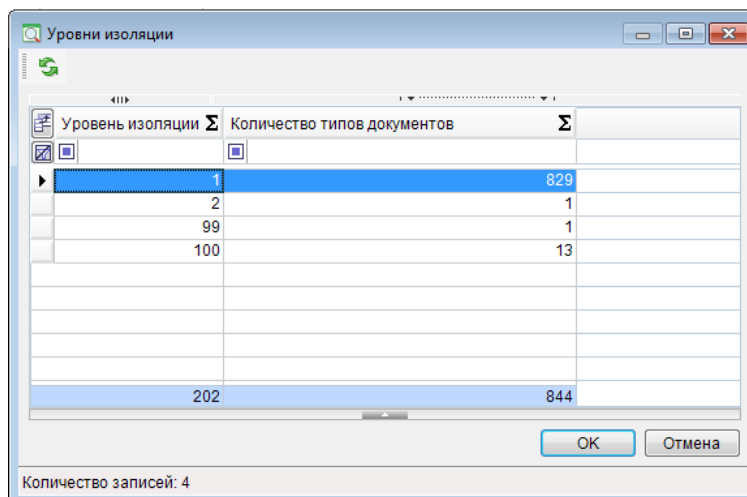 Уровни изоляции
Уровень изоляции Σ Количество типов документов Σ
1 829
2 1
99 1
100 13
202 844
OK Отмена
Количество записей: 4